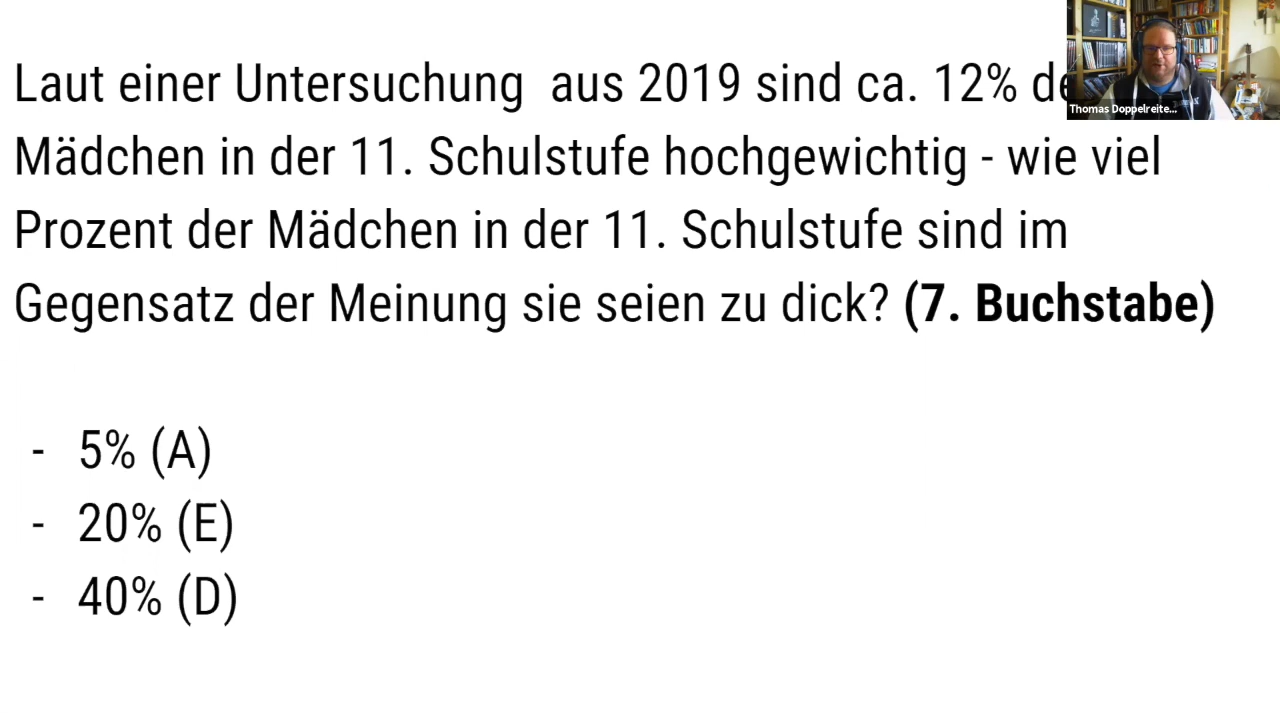 Laut einer Untersuchung aus 2019 sind ca. 12%
Thomas Doppelreite...
Mädchen in der 11. Schulstufe hochgewichtig - wie viel
Prozent der Mädchen in der 11. Schulstufe sind im
Gegensatz der Meinung sie seien zu dick? (7. Buchstabe)
- 5% (A)
- 20% (E)
- 40% (D)